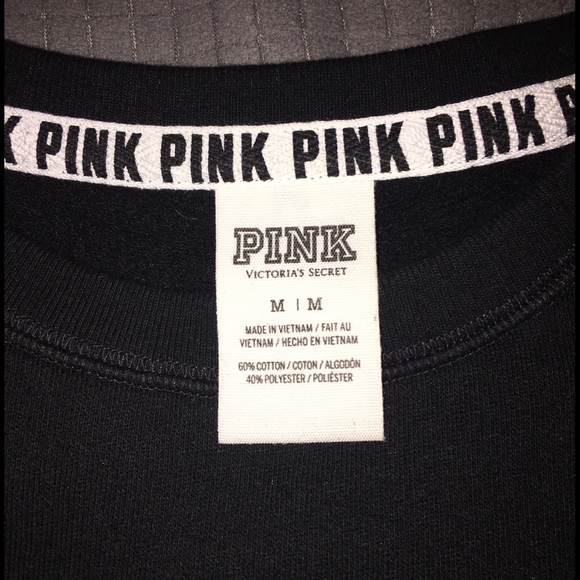 K PINK PINK PINK PINK P
PINK
VICTORIA'S SECRET
M | M
MADE IN VIETNAM / FAIT AU
VIETNAM / HECHO EN VIETNAM
60% COTTON / COTON / ALGODÓN
40% POLYESTER / POLIÉSTER